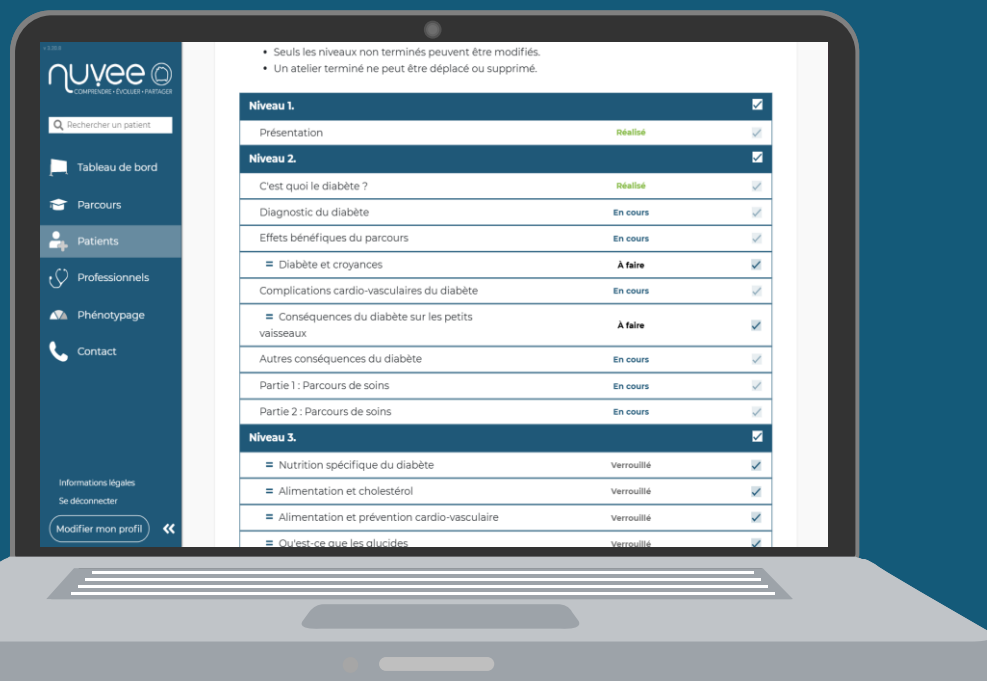 v 2.20.8
nuvee
COMPRENDRE • ÉVOLUER • PARTAGER
Rechercher un patient
Tableau de bord
Parcours
Patients
Professionnels
Phénotypage
Contact
Informations légales
Se déconnecter
Modifier mon profil
• Seuls les niveaux non terminés peuvent être modifiés.
• Un atelier terminé ne peut être déplacé ou supprimé.
Niveau 1.
Présentation Réalisé
Niveau 2.
C'est quoi le diabète ? Réalisé
Diagnostic du diabète En cours
Effets bénéfiques du parcours En cours
Diabète et croyances À faire
Complications cardio-vasculaires du diabète En cours
Conséquences du diabète sur les petits
vaisseaux À faire
Autres conséquences du diabète En cours
Partie 1 : Parcours de soins En cours
Partie 2 : Parcours de soins En cours
Niveau 3.
Nutrition spécifique du diabète Verrouillé
Alimentation et cholestérol Verrouillé
Alimentation et prévention cardio-vasculaire Verrouillé
Qu'est-ce que les glucides Verrouillé